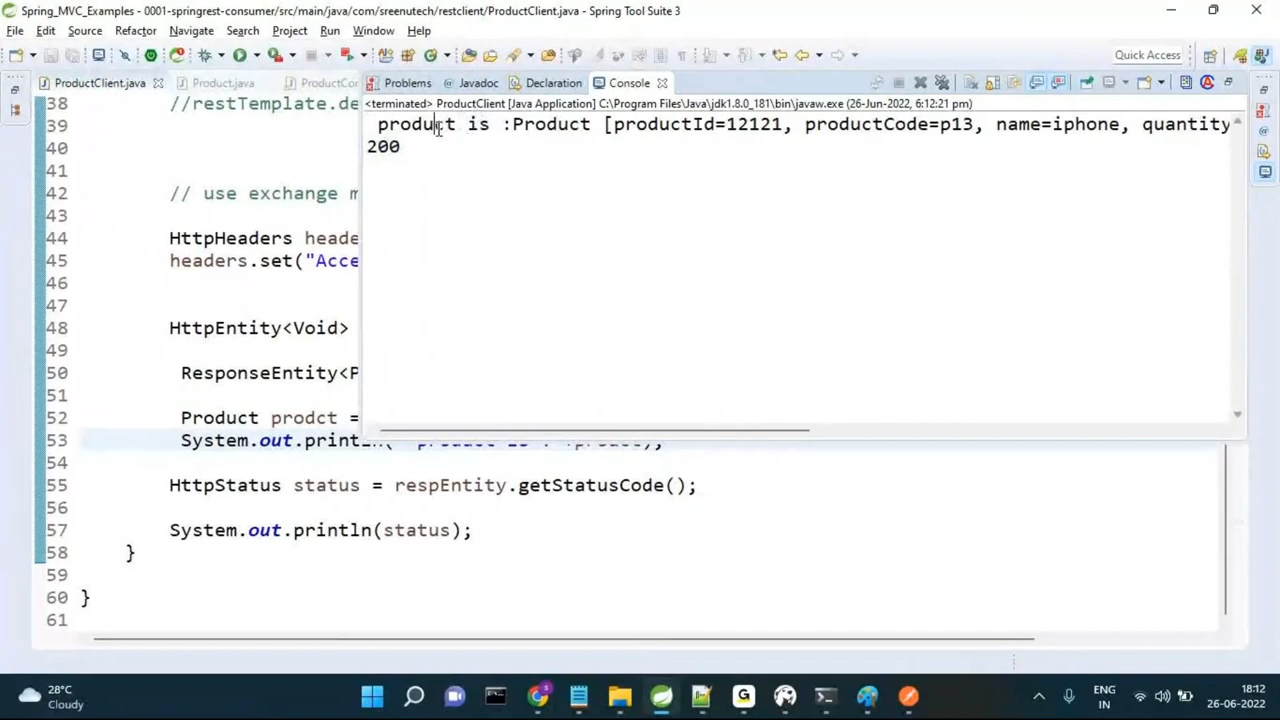 Spring_MVC_Examples - 0001-springrest-consumer/src/main/java/com/sreenutech/restclient/ProductClient.java - Spring Tool Suite 3
File Edit Source Refactor Navigate Search Project Run Window Help
Quick Access
ProductClient.java Product.java ProductCon Problems @ Javadoc Declaration Console
<terminated> ProductClient [Java Application] C:\Program Files\Java\jdk1.8.0_181\bin\javaw.exe (26-Jun-2022, 6:12:21 pm)
product is :Product [productId=12121, productCode=p13, name=iphone, quantity
200
38 //restTemplate.de
39
40
41
42 // use exchange m
43
44 HttpHeaders heade
45 headers.set("Acce
46
47
48 HttpEntity<Void>
49
50 ResponseEntity<P
51
52 Product prodct =
53 System.out.println(" product is :"+product);
54
55 HttpStatus status = respEntity.getStatusCode();
56
57 System.out.println(status);
58 }
59
60 }
61
28°C
Cloudy
ENG
IN
18:12
26-06-2022